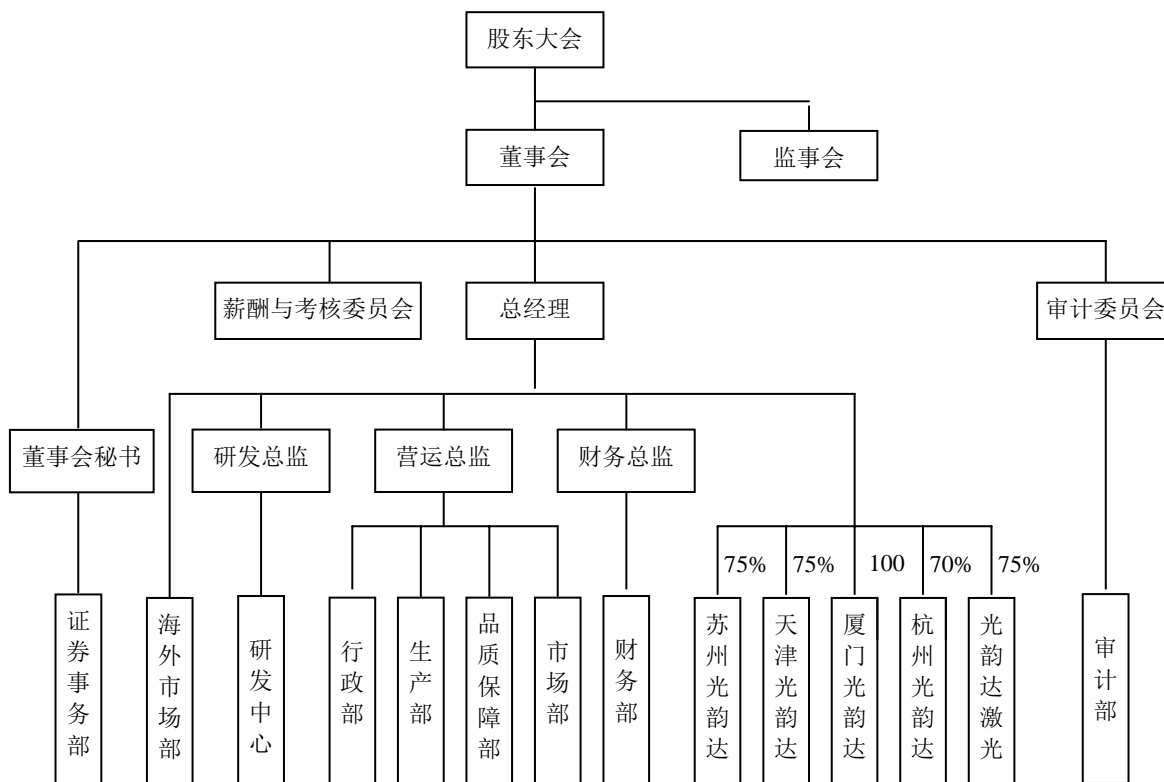 股东大会
董事会
监事会
薪酬与考核委员会
总经理
审计委员会
董事会秘书
研发总监
营运总监
财务总监
75%
75%
100
70%
75%
证券事务部
海外市场部
研发中心
行政部
生产部
品质保障部
市场部
财务部
苏州光韵达
天津光韵达
厦门光韵达
杭州光韵达
光韵达激光
审计部